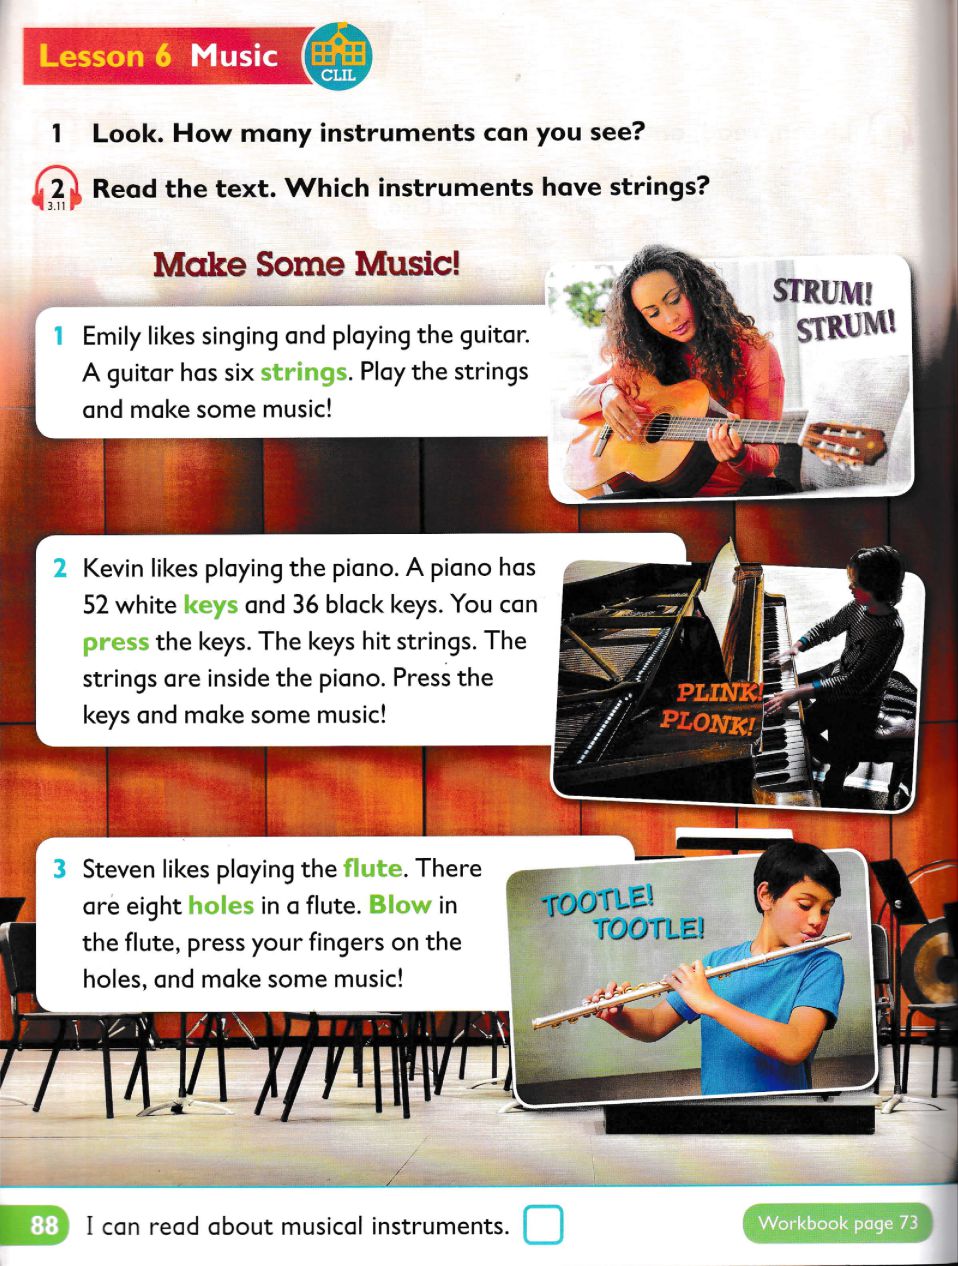 Lesson 6 Music
CLIL
1 Look. How many instruments can you see?
2 Read the text. Which instruments have strings?
3.11
Make Some Music!
1 Emily likes singing and playing the guitar.
A guitar has six strings. Play the strings
and make some music!
STRUM!
STRUM!
2 Kevin likes playing the piano. A piano has
52 white keys and 36 black keys. You can
press the keys. The keys hit strings. The
strings are inside the piano. Press the
keys and make some music!
PLINK!
PLONK!
3 Steven likes playing the flute. There
are eight holes in a flute. Blow in
the flute, press your fingers on the
holes, and make some music!
TOOTLE!
TOOTLE!
88 I can read about musical instruments.
Workbook page 73